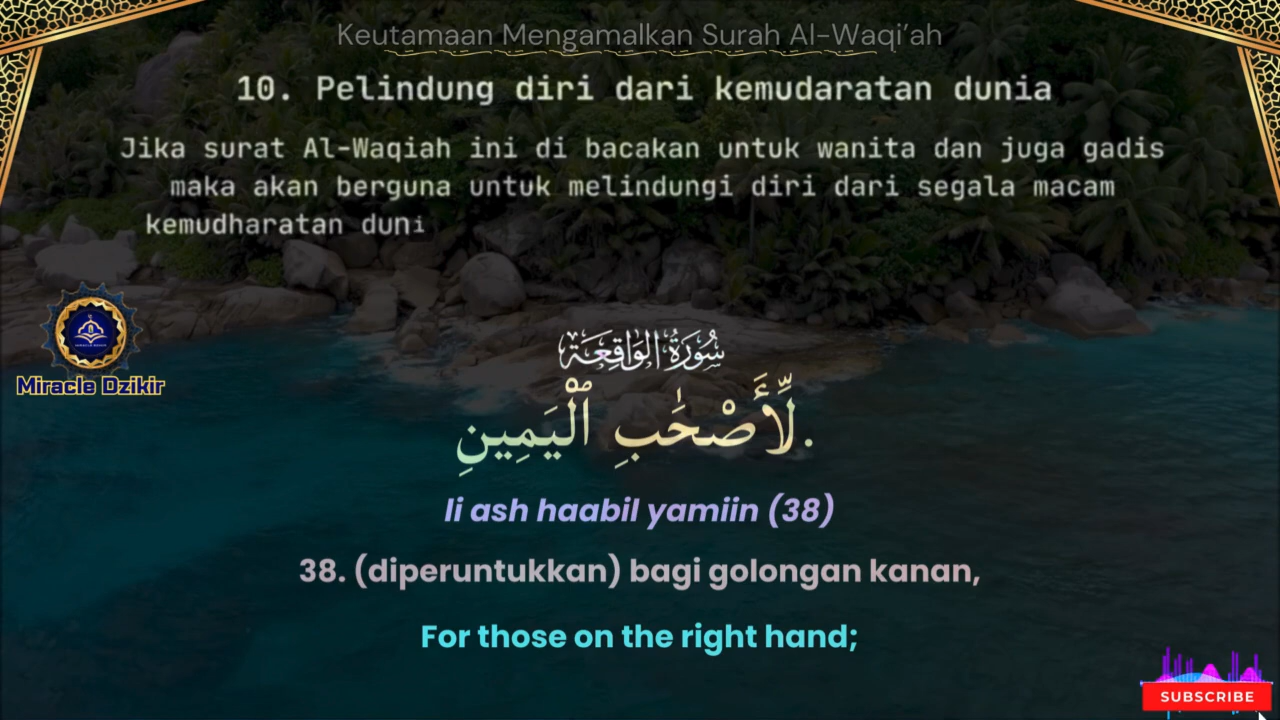 Keutamaan Mengamalkan Surah Al-Waqi’ah
10. Pelindung diri dari kemudaratan dunia
Jika surat Al-Waqiah ini di bacakan untuk wanita dan juga gadis
maka akan berguna untuk melindungi diri dari segala macam
kemudharatan duni
Miracle Dzikir
سُورَةُ الوَاقِعَة
لِّأَصْحَٰبِ ٱلْيَمِينِ.
li ash haabil yamiin (38)
38. (diperuntukkan) bagi golongan kanan,
For those on the right hand;
SUBSCRIBE